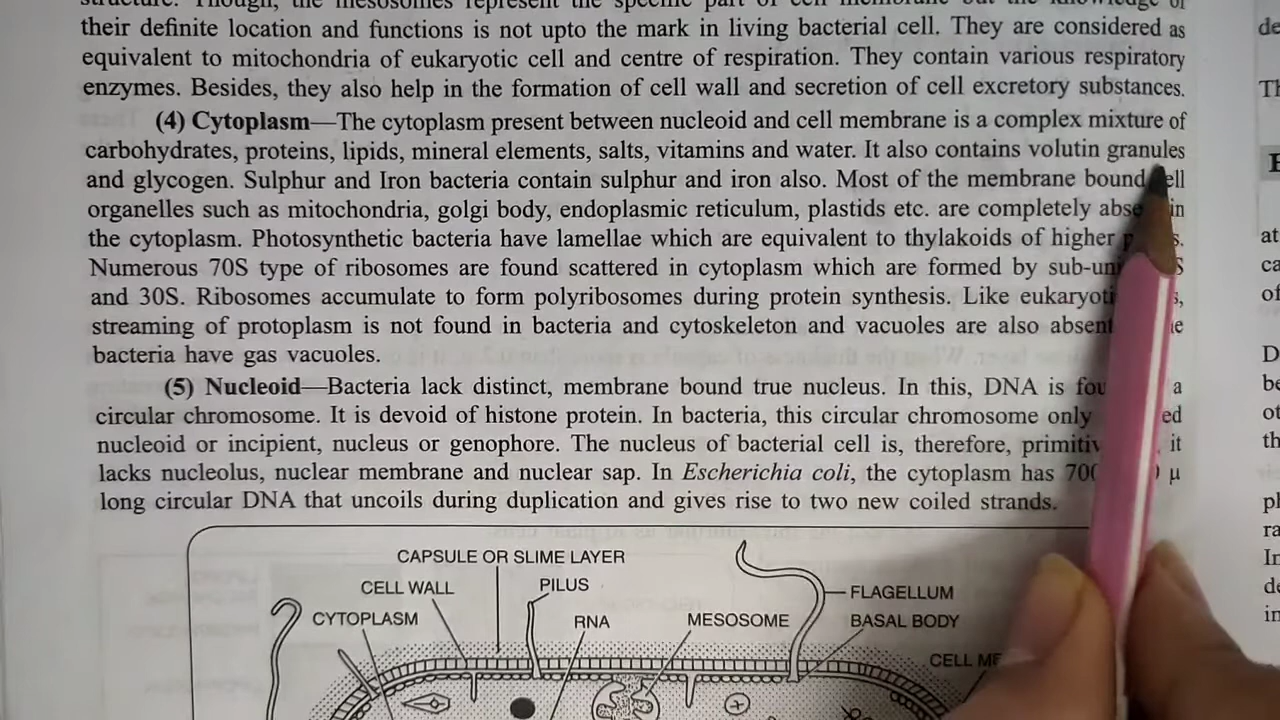 structure. Though, the mesosomes represent the specific part of cell membrane but the knowledge of
their definite location and functions is not upto the mark in living bacterial cell. They are considered as
equivalent to mitochondria of eukaryotic cell and centre of respiration. They contain various respiratory
enzymes. Besides, they also help in the formation of cell wall and secretion of cell excretory substances.
(4) Cytoplasm—The cytoplasm present between nucleoid and cell membrane is a complex mixture of
carbohydrates, proteins, lipids, mineral elements, salts, vitamins and water. It also contains volutin granules
and glycogen. Sulphur and Iron bacteria contain sulphur and iron also. Most of the membrane bound ell
organelles such as mitochondria, golgi body, endoplasmic reticulum, plastids etc. are completely abse in
the cytoplasm. Photosynthetic bacteria have lamellae which are equivalent to thylakoids of higher p s.
Numerous 70S type of ribosomes are found scattered in cytoplasm which are formed by sub-uni S
and 30S. Ribosomes accumulate to form polyribosomes during protein synthesis. Like eukaryoti s,
streaming of protoplasm is not found in bacteria and cytoskeleton and vacuoles are also absent e
bacteria have gas vacuoles.
(5) Nucleoid—Bacteria lack distinct, membrane bound true nucleus. In this, DNA is fou a
circular chromosome. It is devoid of histone protein. In bacteria, this circular chromosome only ed
nucleoid or incipient, nucleus or genophore. The nucleus of bacterial cell is, therefore, primitiv it
lacks nucleolus, nuclear membrane and nuclear sap. In Escherichia coli, the cytoplasm has 700 μ
long circular DNA that uncoils during duplication and gives rise to two new coiled strands.
CAPSULE OR SLIME LAYER
CELL WALL PILUS FLAGELLUM
CYTOPLASM RNA MESOSOME BASAL BODY
CELL ME